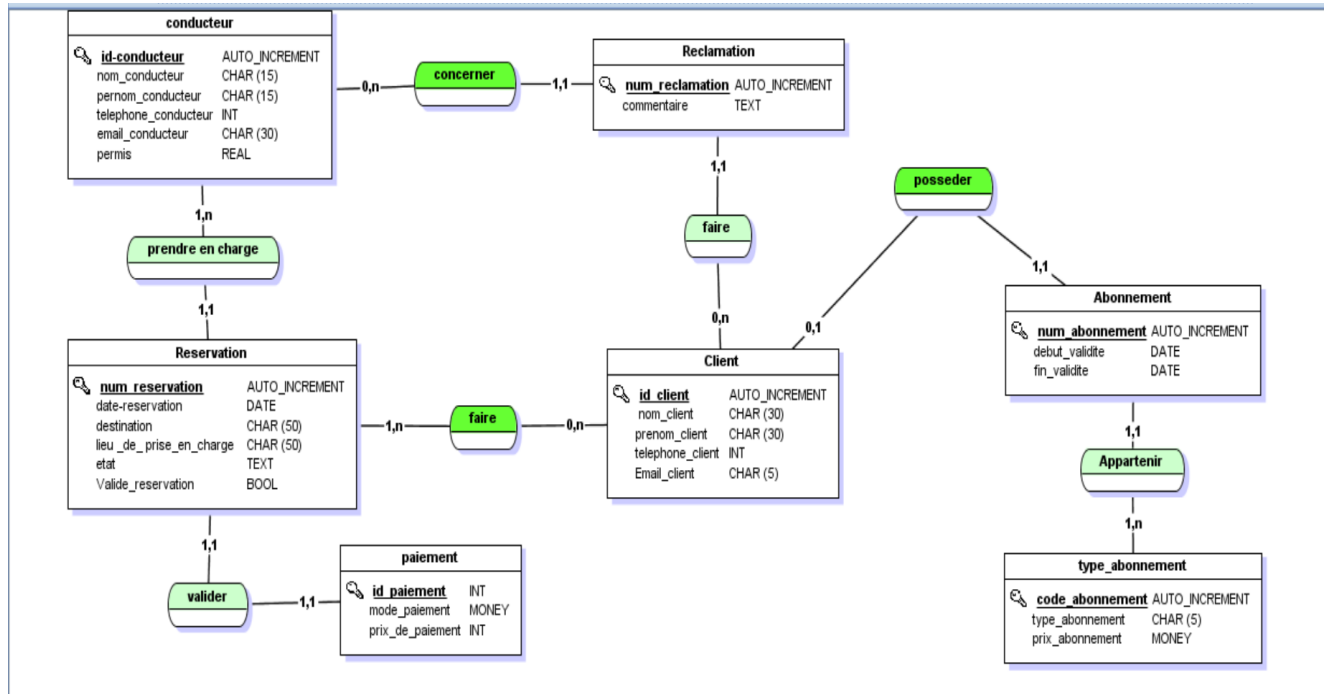 conducteur
id-conducteur AUTO_INCREMENT
nom_conducteur CHAR (15)
pernom_conducteur CHAR (15)
telephone_conducteur INT
email_conducteur CHAR (30)
permis REAL
0,n
concerner
1,1
Reclamation
num_reclamation AUTO_INCREMENT
commentaire TEXT
1,1
faire
0,n
posseder
1,1
0,1
Abonnement
num_abonnement AUTO_INCREMENT
debut_validite DATE
fin_validite DATE
1,n
prendre en charge
1,1
Reservation
num_reservation AUTO_INCREMENT
date-reservation DATE
destination CHAR (50)
lieu _de_ prise_en_charge CHAR (50)
etat TEXT
Valide_reservation BOOL
1,n
faire
0,n
Client
id_client AUTO_INCREMENT
nom_client CHAR (30)
prenom_client CHAR (30)
telephone_client INT
Email_client CHAR (5)
1,1
Appartenir
1,n
1,1
valider
1,1
paiement
id_paiement INT
mode_paiement MONEY
prix_de_paiement INT
type_abonnement
code_abonnement AUTO_INCREMENT
type_abonnement CHAR (5)
prix_abonnement MONEY